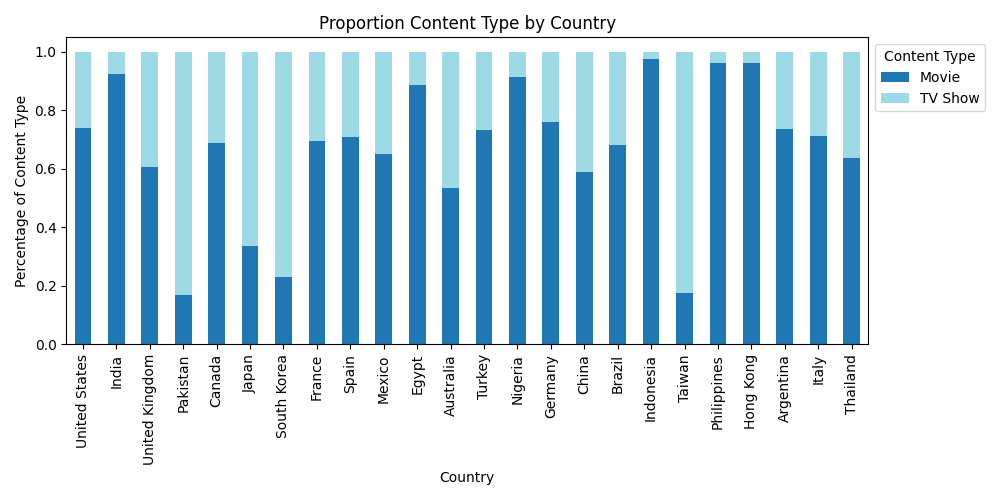 Proportion Content Type by Country
Percentage of Content Type
1.0
0.8
0.6
0.4
0.2
0.0
Content Type
Movie
TV Show
United States
India
United Kingdom
Pakistan
Canada
Japan
South Korea
France
Spain
Mexico
Egypt
Australia
Turkey
Nigeria
Germany
China
Brazil
Indonesia
Taiwan
Philippines
Hong Kong
Argentina
Italy
Thailand
Country